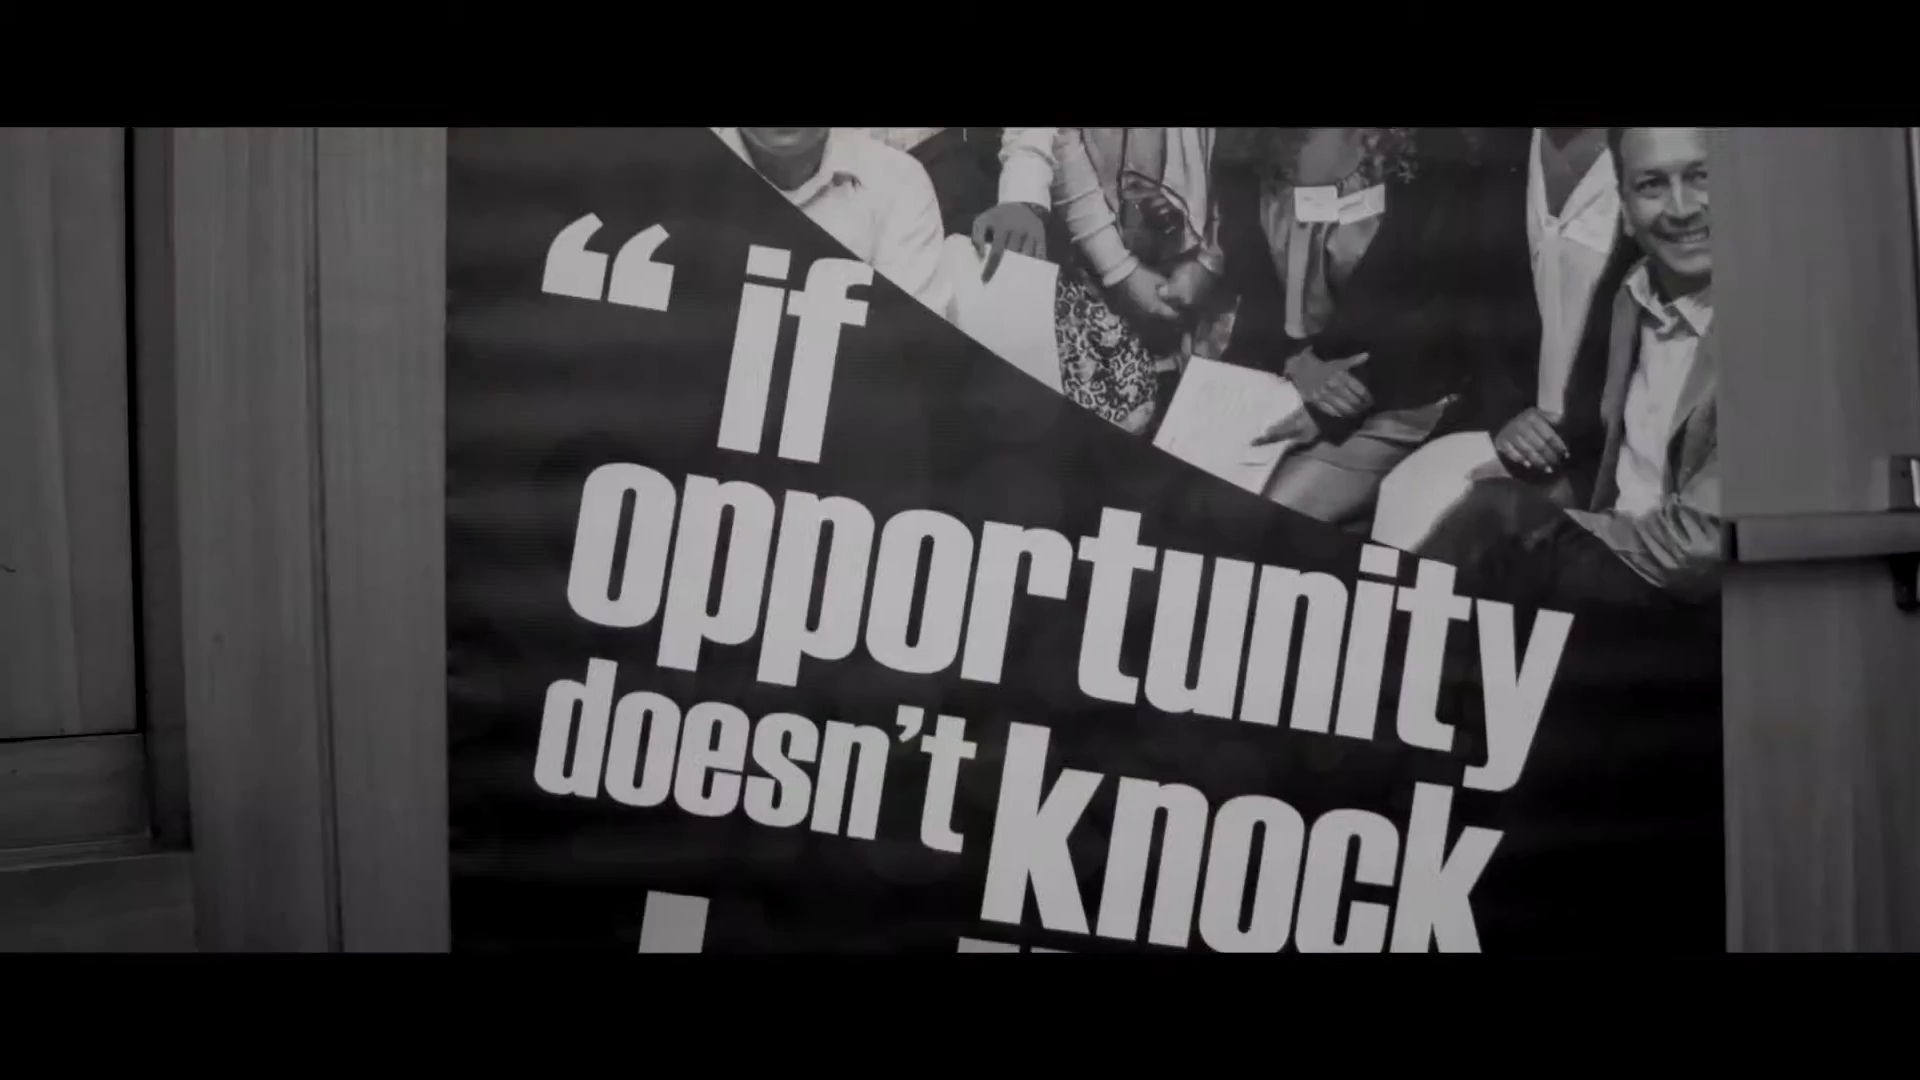 “ if
opportunity
doesn’t knock